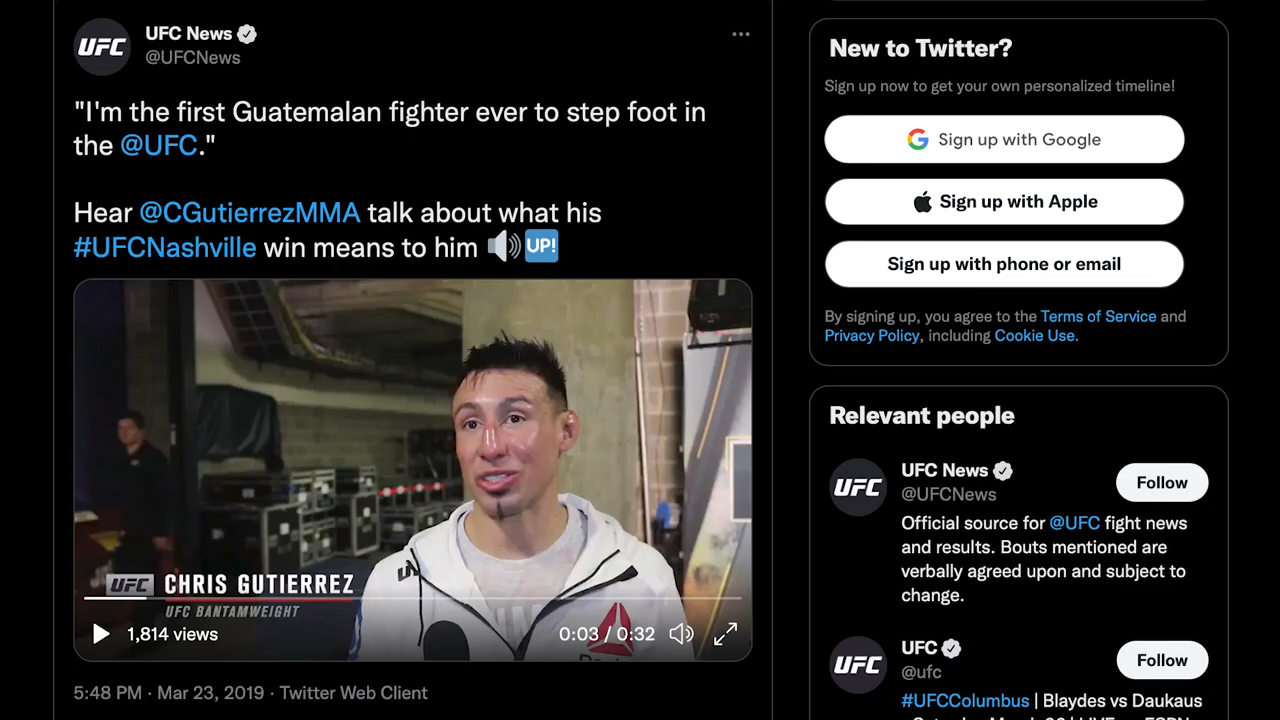 UFC
UFC News
@UFCNews
"I'm the first Guatemalan fighter ever to step foot in
the @UFC."
Hear @CGutierrezMMA talk about what his
#UFCNashville win means to him 🔊🆙
UFC CHRIS GUTIERREZ
UFC BANTAMWEIGHT
1,814 views
0:03 / 0:32
5:48 PM · Mar 23, 2019 · Twitter Web Client
New to Twitter?
Sign up now to get your own personalized timeline!
Sign up with Google
Sign up with Apple
Sign up with phone or email
By signing up, you agree to the Terms of Service and
Privacy Policy, including Cookie Use.
Relevant people
UFC
UFC News
@UFCNews
Follow
Official source for @UFC fight news
and results. Bouts mentioned are
verbally agreed upon and subject to
change.
UFC
UFC
@ufc
Follow
#UFCColumbus | Blaydes vs Daukaus